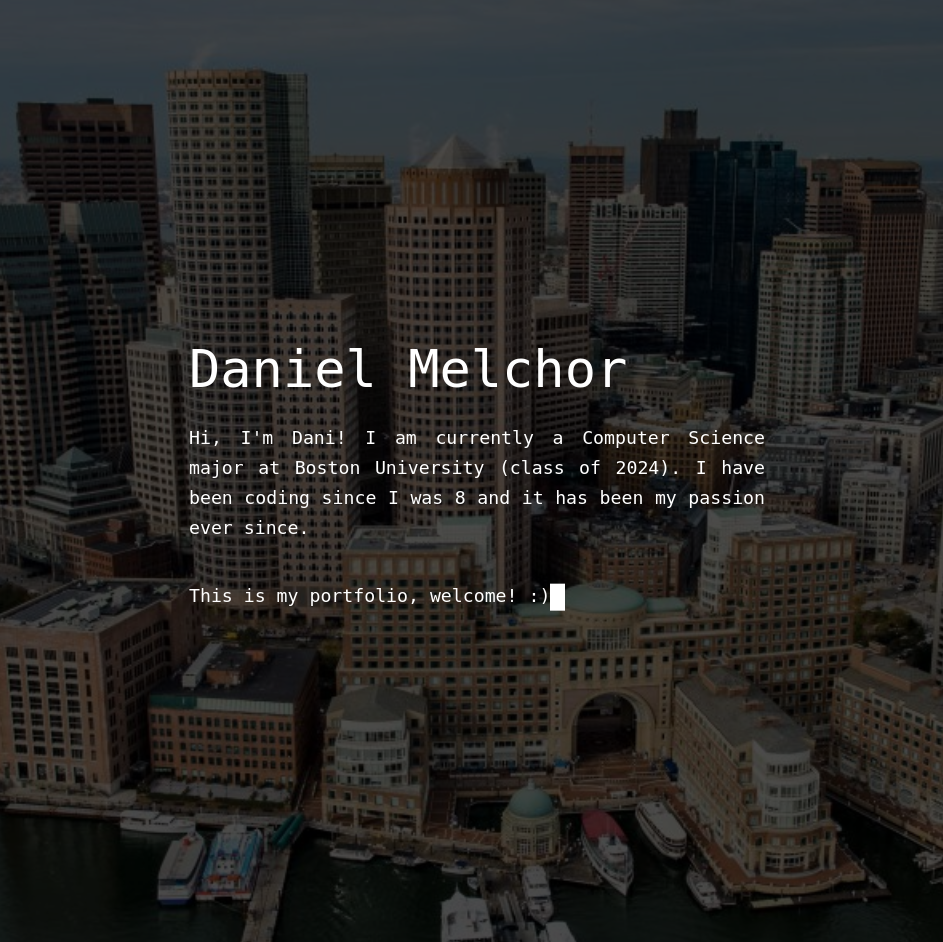 Daniel Melchor
Hi, I'm Dani! I am currently a Computer Science
major at Boston University (class of 2024). I have
been coding since I was 8 and it has been my passion
ever since.
This is my portfolio, welcome! :)